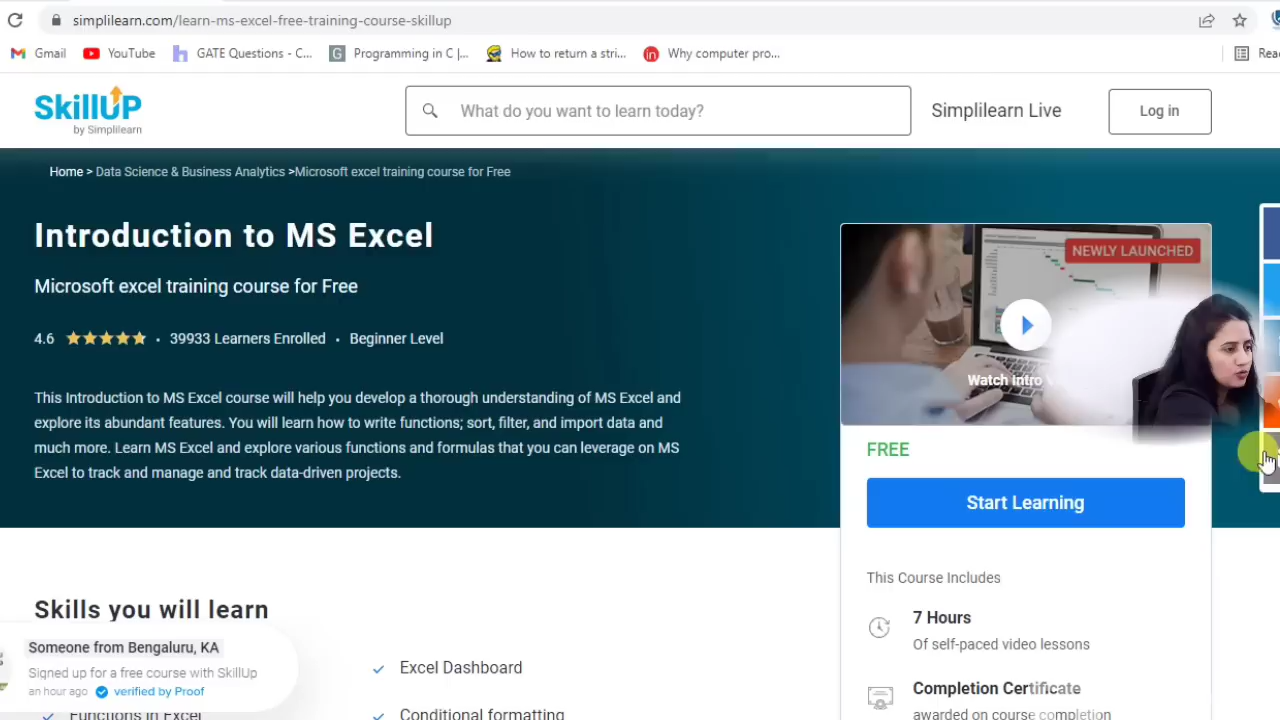 simplilearn.com/learn-ms-excel-free-training-course-skillup
Gmail
YouTube
GATE Questions - C...
Programming in C |...
How to return a stri...
Why computer pro...
SkillUP
by Simplilearn
What do you want to learn today?
Simplilearn Live
Log in
Home > Data Science & Business Analytics >Microsoft excel training course for Free
Introduction to MS Excel
Microsoft excel training course for Free
4.6
39933 Learners Enrolled
Beginner Level
This Introduction to MS Excel course will help you develop a thorough understanding of MS Excel and
explore its abundant features. You will learn how to write functions; sort, filter, and import data and
much more. Learn MS Excel and explore various functions and formulas that you can leverage on MS
Excel to track and manage and track data-driven projects.
NEWLY LAUNCHED
Watch Intro
FREE
Start Learning
This Course Includes
7 Hours
Of self-paced video lessons
Completion Certificate
awarded on course completion
Skills you will learn
Someone from Bengaluru, KA
Signed up for a free course with SkillUp
an hour ago verified by Proof
Excel Dashboard
Functions in Excel
Conditional formatting